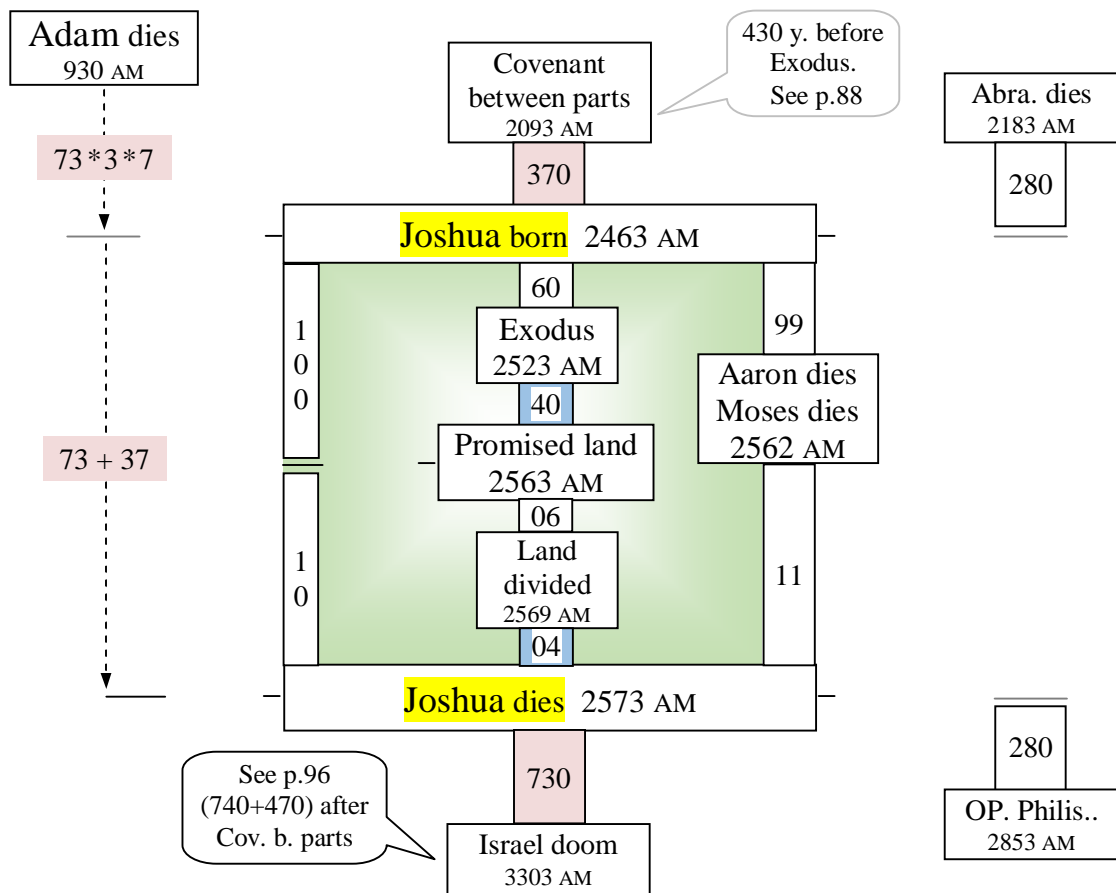 Adam dies
930 AM
73*3*7
73 + 37
Covenant
between parts
2093 AM
430 y. before
Exodus.
See p.88
Abra. dies
2183 AM
370
280
Joshua born 2463 AM
60
1
0
0
99
Exodus
2523 AM
Aaron dies
Moses dies
2562 AM
40
Promised land
2563 AM
06
1
0
11
Land
divided
2569 AM
04
Joshua dies 2573 AM
730
280
See p.96
(740+470) after
Cov. b. parts
Israel doom
3303 AM
OP. Philis..
2853 AM